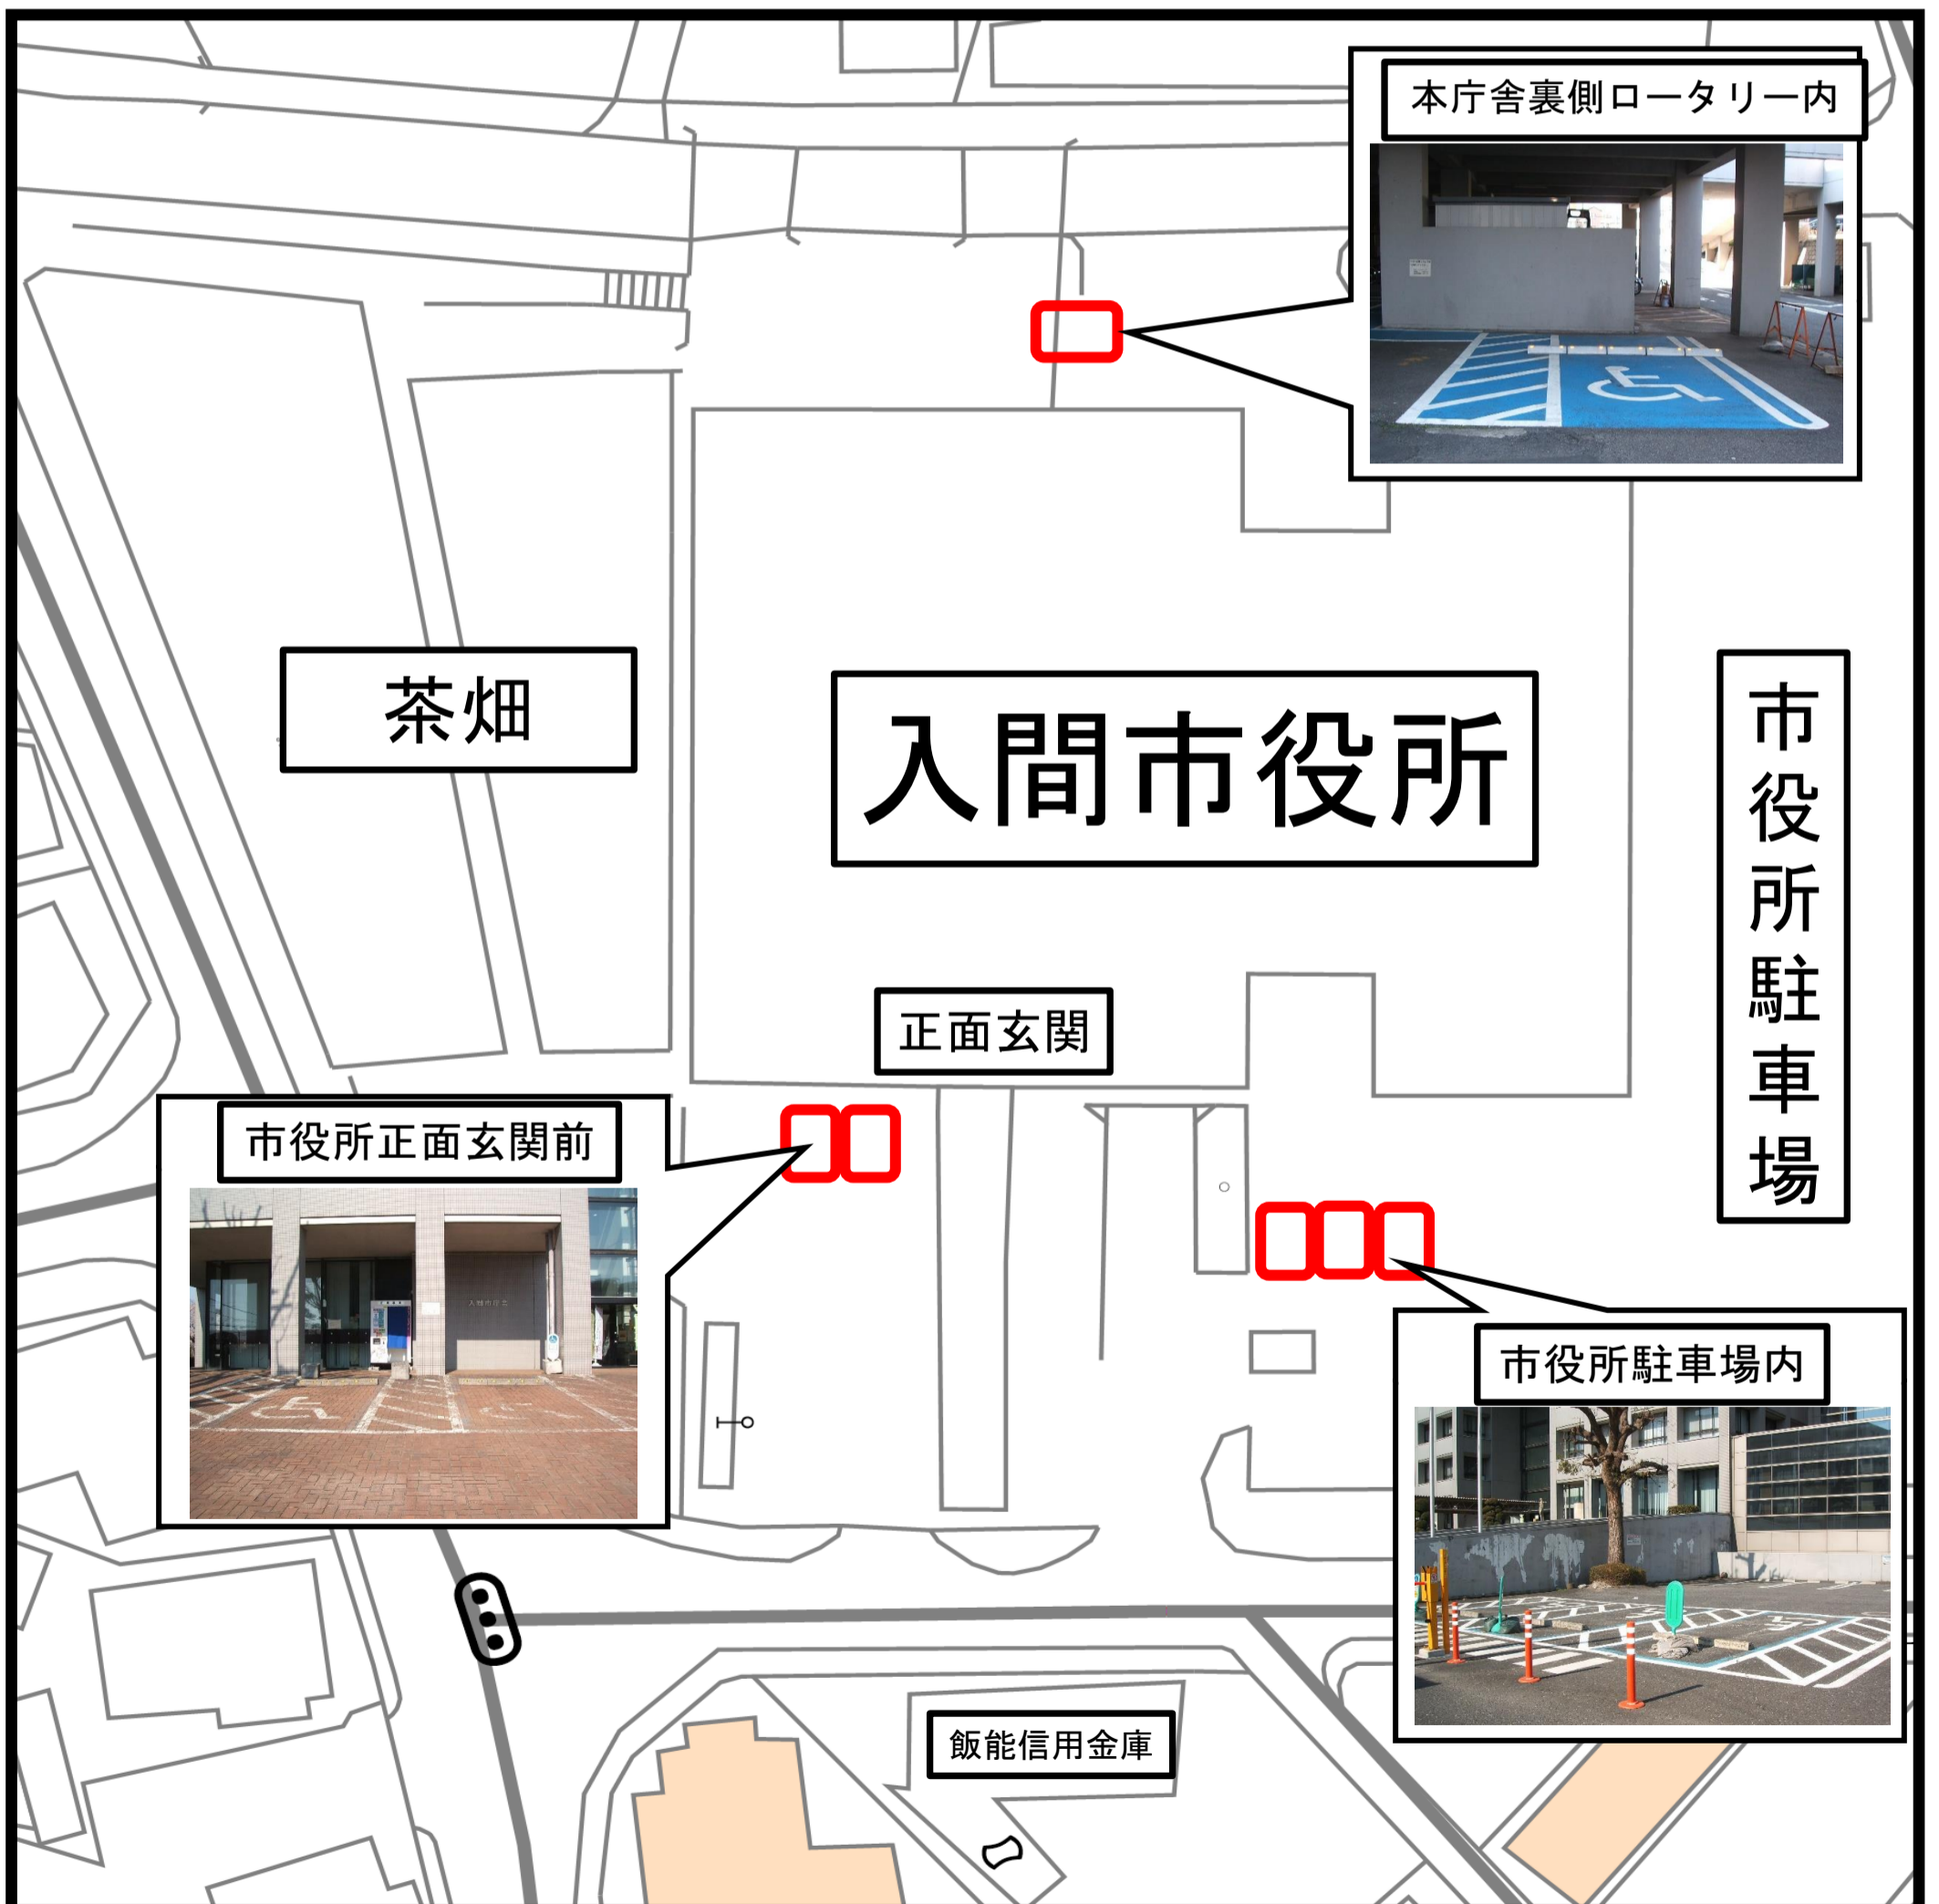 本庁舎裏側ロータリー内
茶畑
入間市役所
市役所駐車場
正面玄関
市役所正面玄関前
市役所駐車場内
飯能信用金庫